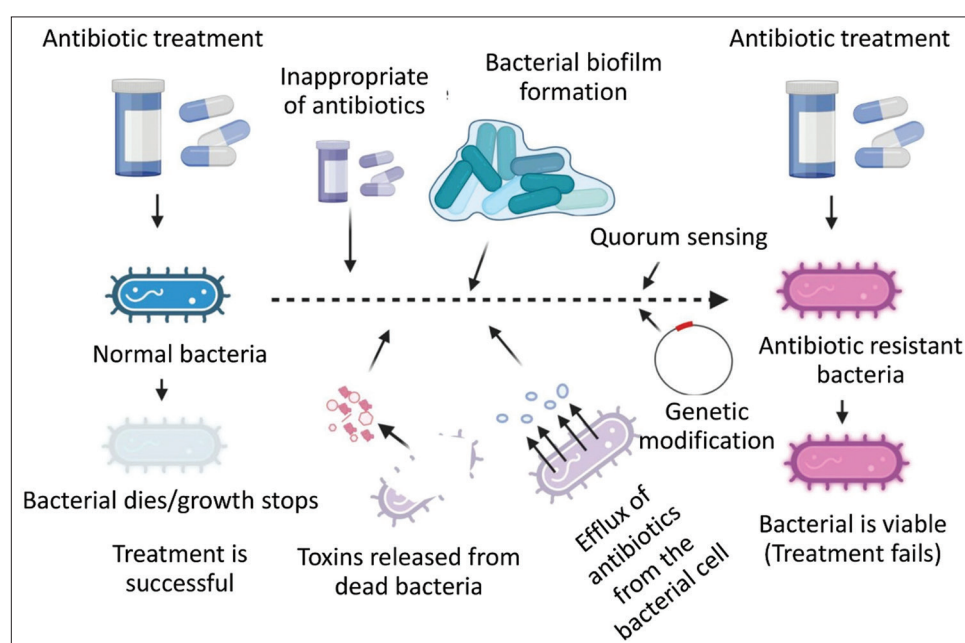 Antibiotic treatment
Inappropriate
of antibiotics
Bacterial biofilm
formation
Antibiotic treatment
Quorum sensing
Normal bacteria
Genetic
modification
Antibiotic resistant
bacteria
Bacterial dies/growth stops
Treatment is
successful
Toxins released from
dead bacteria
Efflux of
antibiotics
from the
bacterial cell
Bacterial is viable
(Treatment fails)